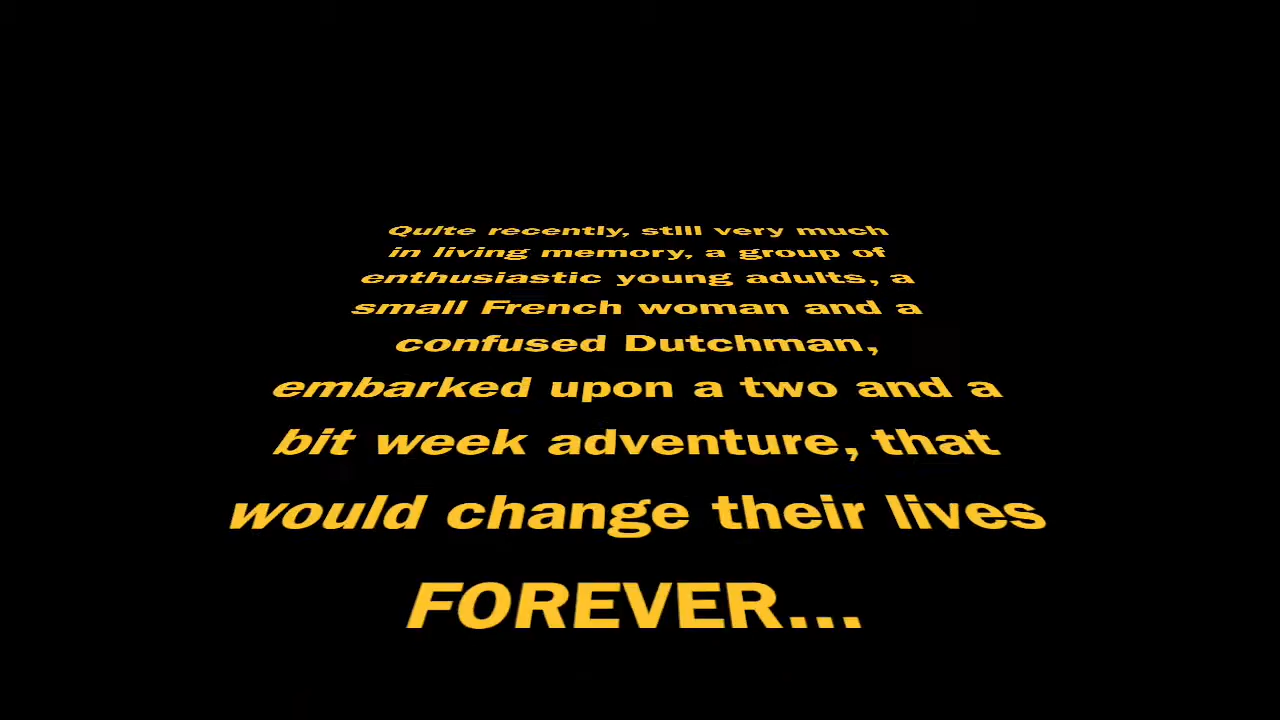 Quite recently, still very much
in living memory, a group of
enthusiastic young adults, a
small French woman and a
confused Dutchman,
embarked upon a two and a
bit week adventure, that
would change their lives
FOREVER...